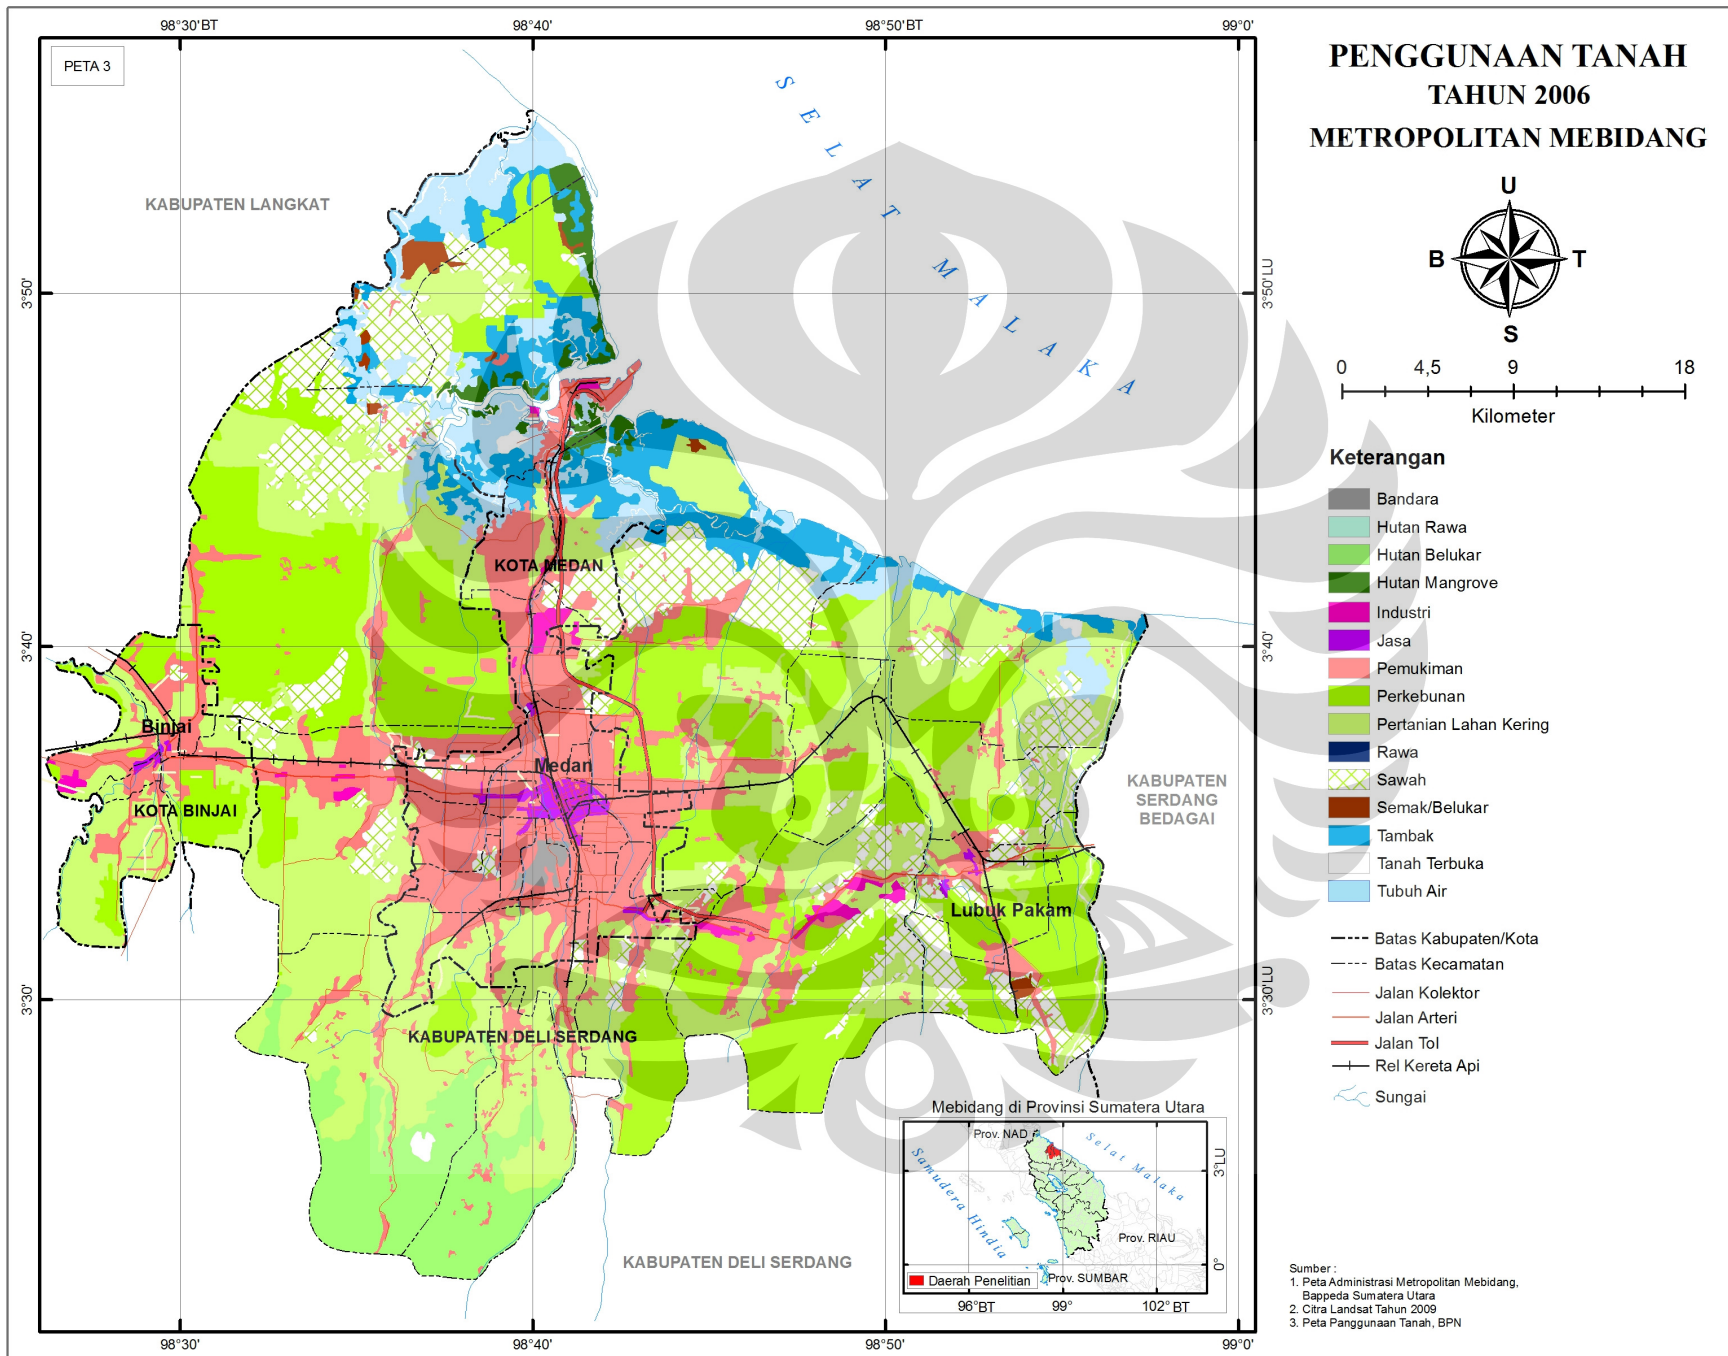 98°30' BT
98°40'
98°50' BT
99°0'
PETA 3
PENGGUNAAN TANAH
TAHUN 2006
METROPOLITAN MEBIDANG
U
B
T
S
0
4,5
9
18
Kilometer
SELAT MALAKA
KABUPATEN LANGKAT
3°50'
3°50' LU
KOTA MEDAN
3°40'
3°40'
Binjai
Medan
KOTA BINJAI
KABUPATEN
SERDANG
BEDAGAI
Lubuk Pakam
3°30'
3°30' LU
KABUPATEN DELI SERDANG
KABUPATEN DELI SERDANG
Keterangan
Bandara
Hutan Rawa
Hutan Belukar
Hutan Mangrove
Industri
Jasa
Pemukiman
Perkebunan
Pertanian Lahan Kering
Rawa
Sawah
Semak/Belukar
Tambak
Tanah Terbuka
Tubuh Air
Batas Kabupaten/Kota
Batas Kecamatan
Jalan Kolektor
Jalan Arteri
Jalan Tol
Rel Kereta Api
Sungai
Mebidang di Provinsi Sumatera Utara
Prov. NAD
Selat Malaka
Samudera Hindia
Prov. RIAU
Prov. SUMBAR
Daerah Penelitian
3° LU
0°
96° BT
99°
102° BT
Sumber :
1. Peta Administrasi Metropolitan Mebidang,
Bappeda Sumatera Utara
2. Citra Landsat Tahun 2009
3. Peta Panggunaan Tanah, BPN
98°30' BT
98°40'
98°50' BT
99°0'